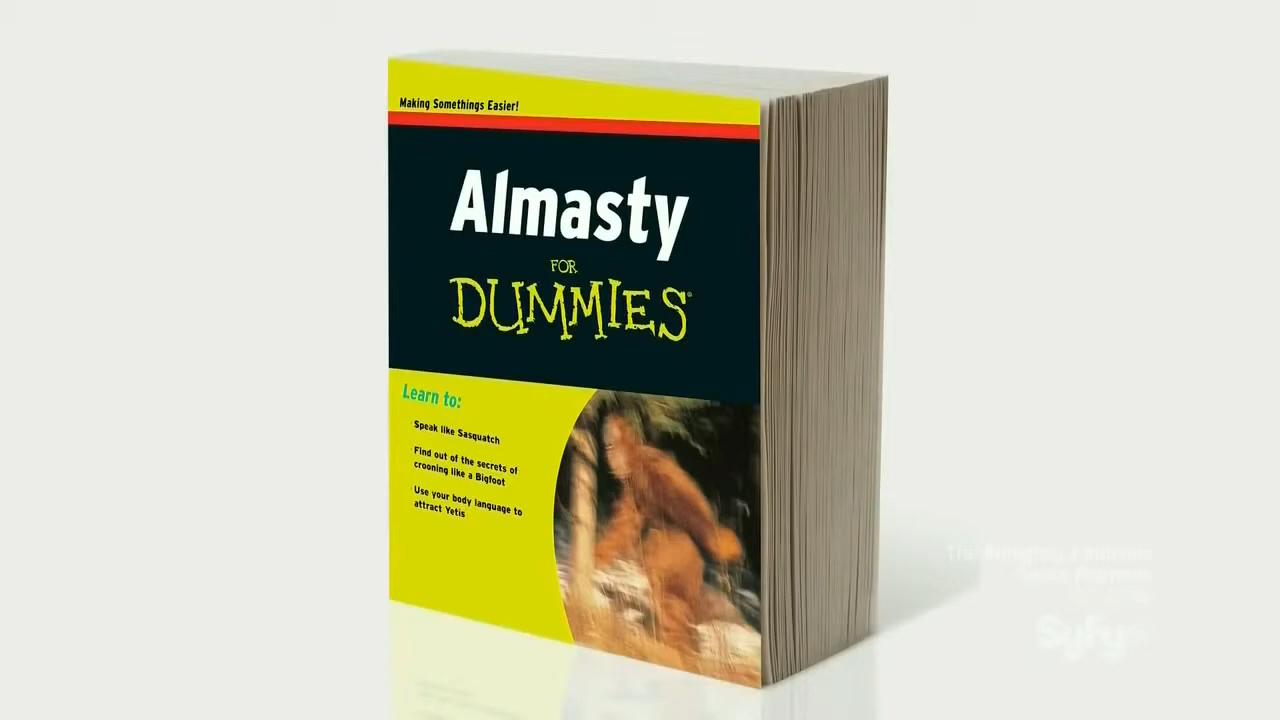 Making Somethings Easier!
Almasty
FOR
DUMMIES®
Learn to:
Speak like Sasquatch
Find out of the secrets of
crooning like a Bigfoot
Use your body language to
attract Yetis
Syfy